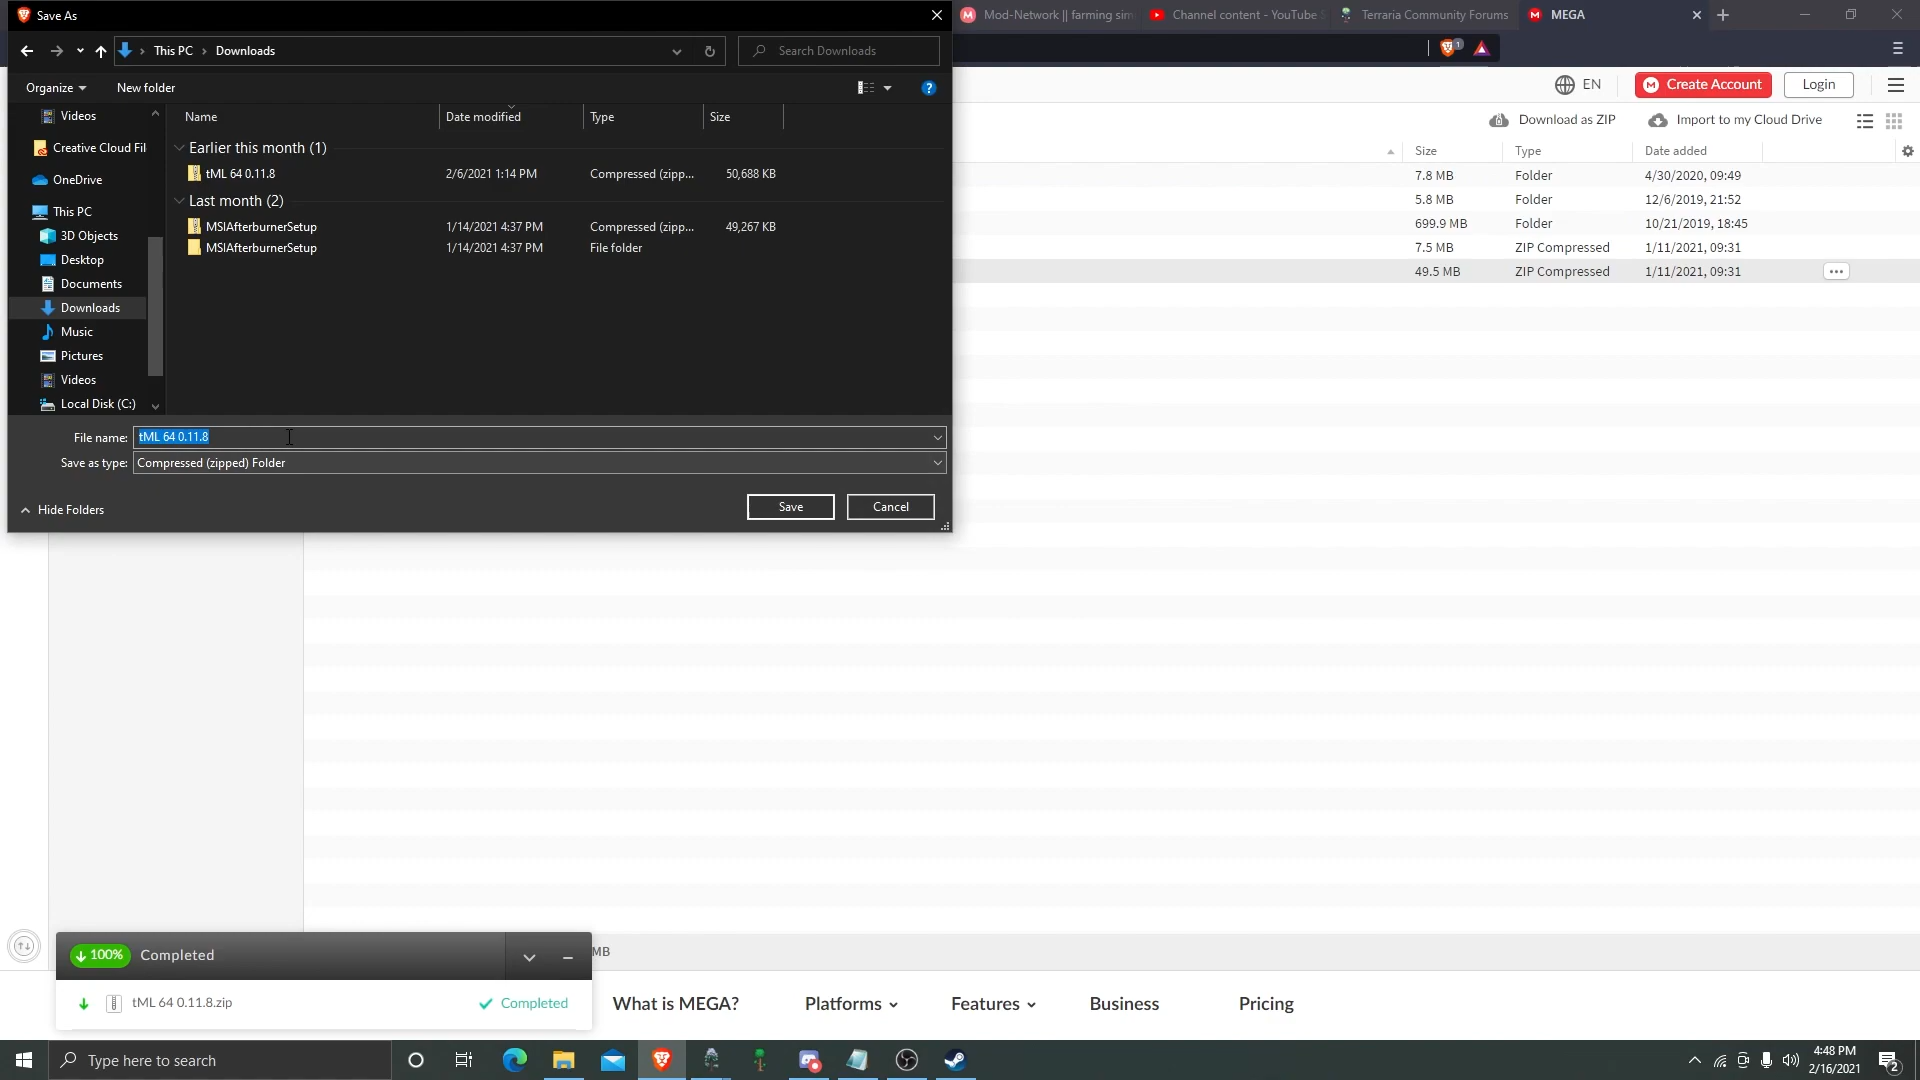 Save As
Mod-Network || farming sim
Channel content - YouTube S
Terraria Community Forums
MEGA
This PC
Downloads
Search Downloads
1
Organize
New folder
EN
Create Account
Login
Download as ZIP
Import to my Cloud Drive
Videos
Creative Cloud Fil
OneDrive
This PC
3D Objects
Desktop
Documents
Downloads
Music
Pictures
Videos
Local Disk (C:)
Name
Date modified
Type
Size
Earlier this month (1)
tML 64 0.11.8
2/6/2021 1:14 PM
Compressed (zipp...
50,688 KB
Last month (2)
MSIAfterburnerSetup
1/14/2021 4:37 PM
Compressed (zipp...
49,267 KB
MSIAfterburnerSetup
1/14/2021 4:37 PM
File folder
Size
Type
Date added
7.8 MB
Folder
4/30/2020, 09:49
5.8 MB
Folder
12/6/2019, 21:52
699.9 MB
Folder
10/21/2019, 18:45
7.5 MB
ZIP Compressed
1/11/2021, 09:31
49.5 MB
ZIP Compressed
1/11/2021, 09:31
File name:
tML 64 0.11.8
Save as type:
Compressed (zipped) Folder
Hide Folders
Save
Cancel
100%
Completed
MB
tML 64 0.11.8.zip
Completed
What is MEGA?
Platforms
Features
Business
Pricing
Type here to search
4:48 PM
2/16/2021
2